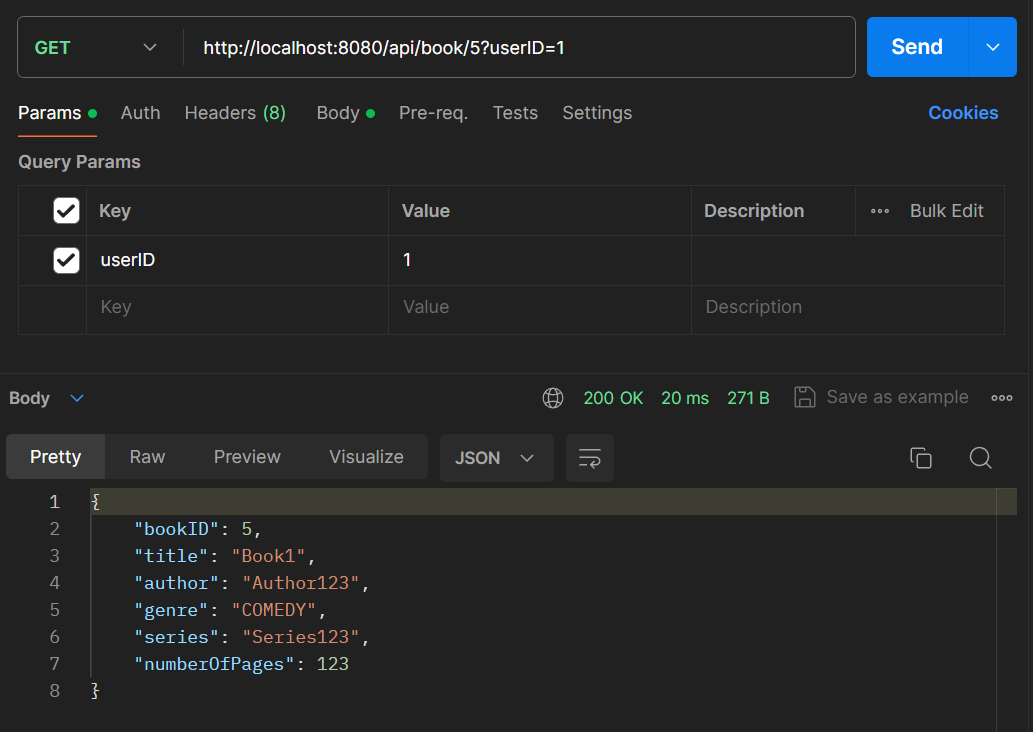 GET http://localhost:8080/api/book/5?userID=1 Send
Params Auth Headers (8) Body Pre-req. Tests Settings Cookies
Query Params
Key Value Description Bulk Edit
userID 1
Key Value Description
Body 200 OK 20 ms 271 B Save as example
Pretty Raw Preview Visualize JSON
1 {
2 "bookID": 5,
3 "title": "Book1",
4 "author": "Author123",
5 "genre": "COMEDY",
6 "series": "Series123",
7 "numberOfPages": 123
8 }